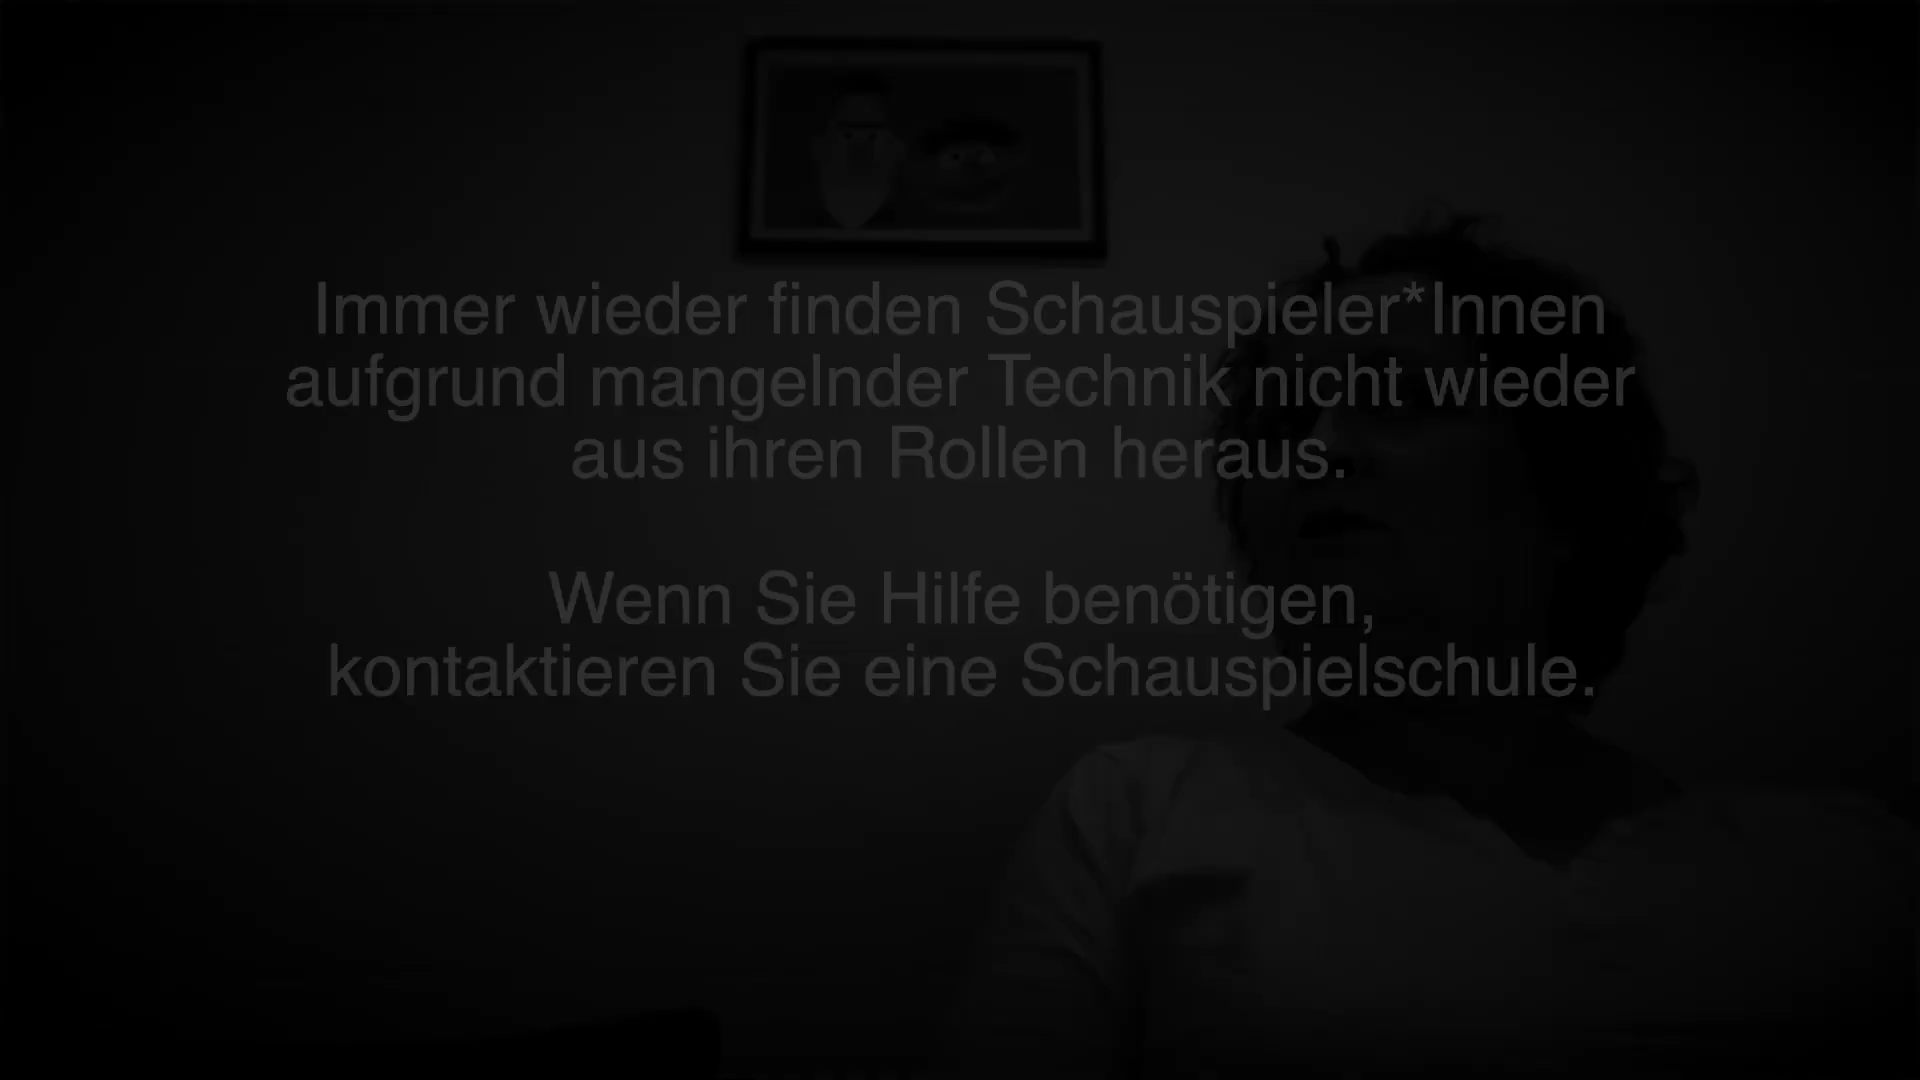 Immer wieder finden Schauspieler*Innen
aufgrund mangelnder Technik nicht wieder
aus ihren Rollen heraus.
Wenn Sie Hilfe benötigen,
kontaktieren Sie eine Schauspielschule.